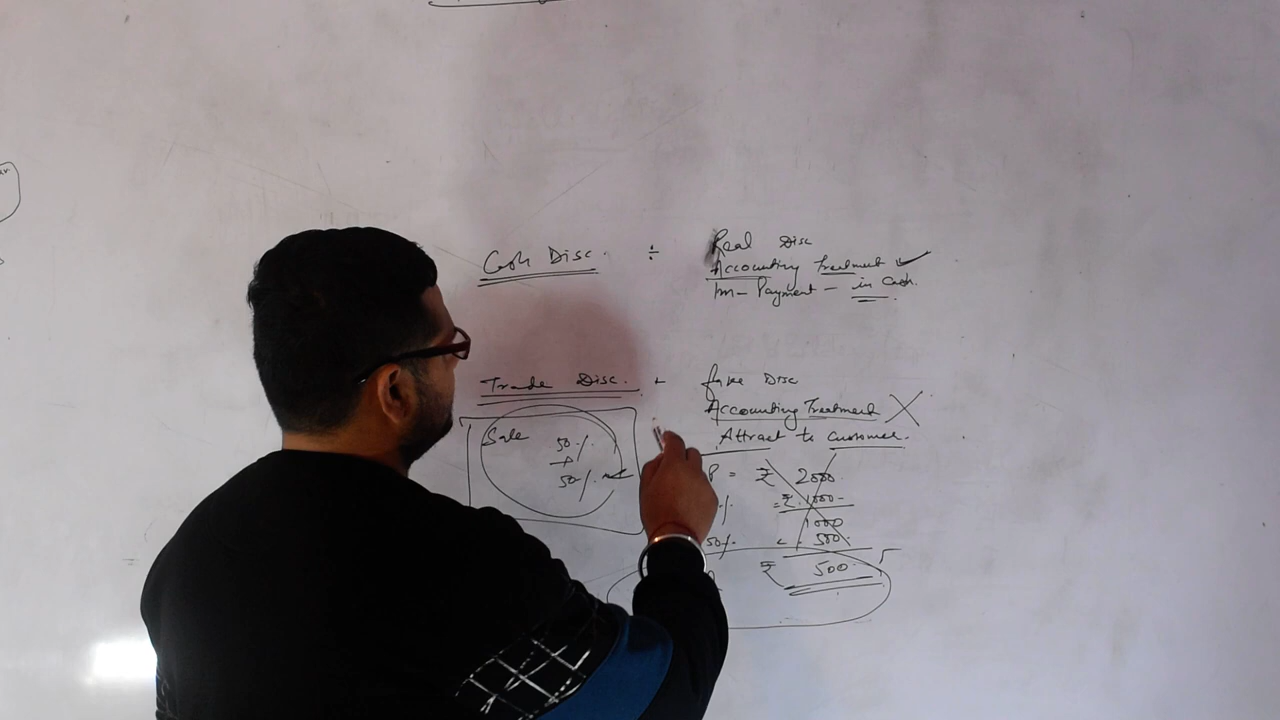 Cash Disc. ÷ Real Disc
Accounting Treatment ✓
Payment - in Cash.
Trade Disc. fake Disc
Accounting Treatment X
Attract to Customer.
Sale 50%
+
50%
P = ₹ 2000
% = ₹ 1000-
1000
50% 500
₹ 500